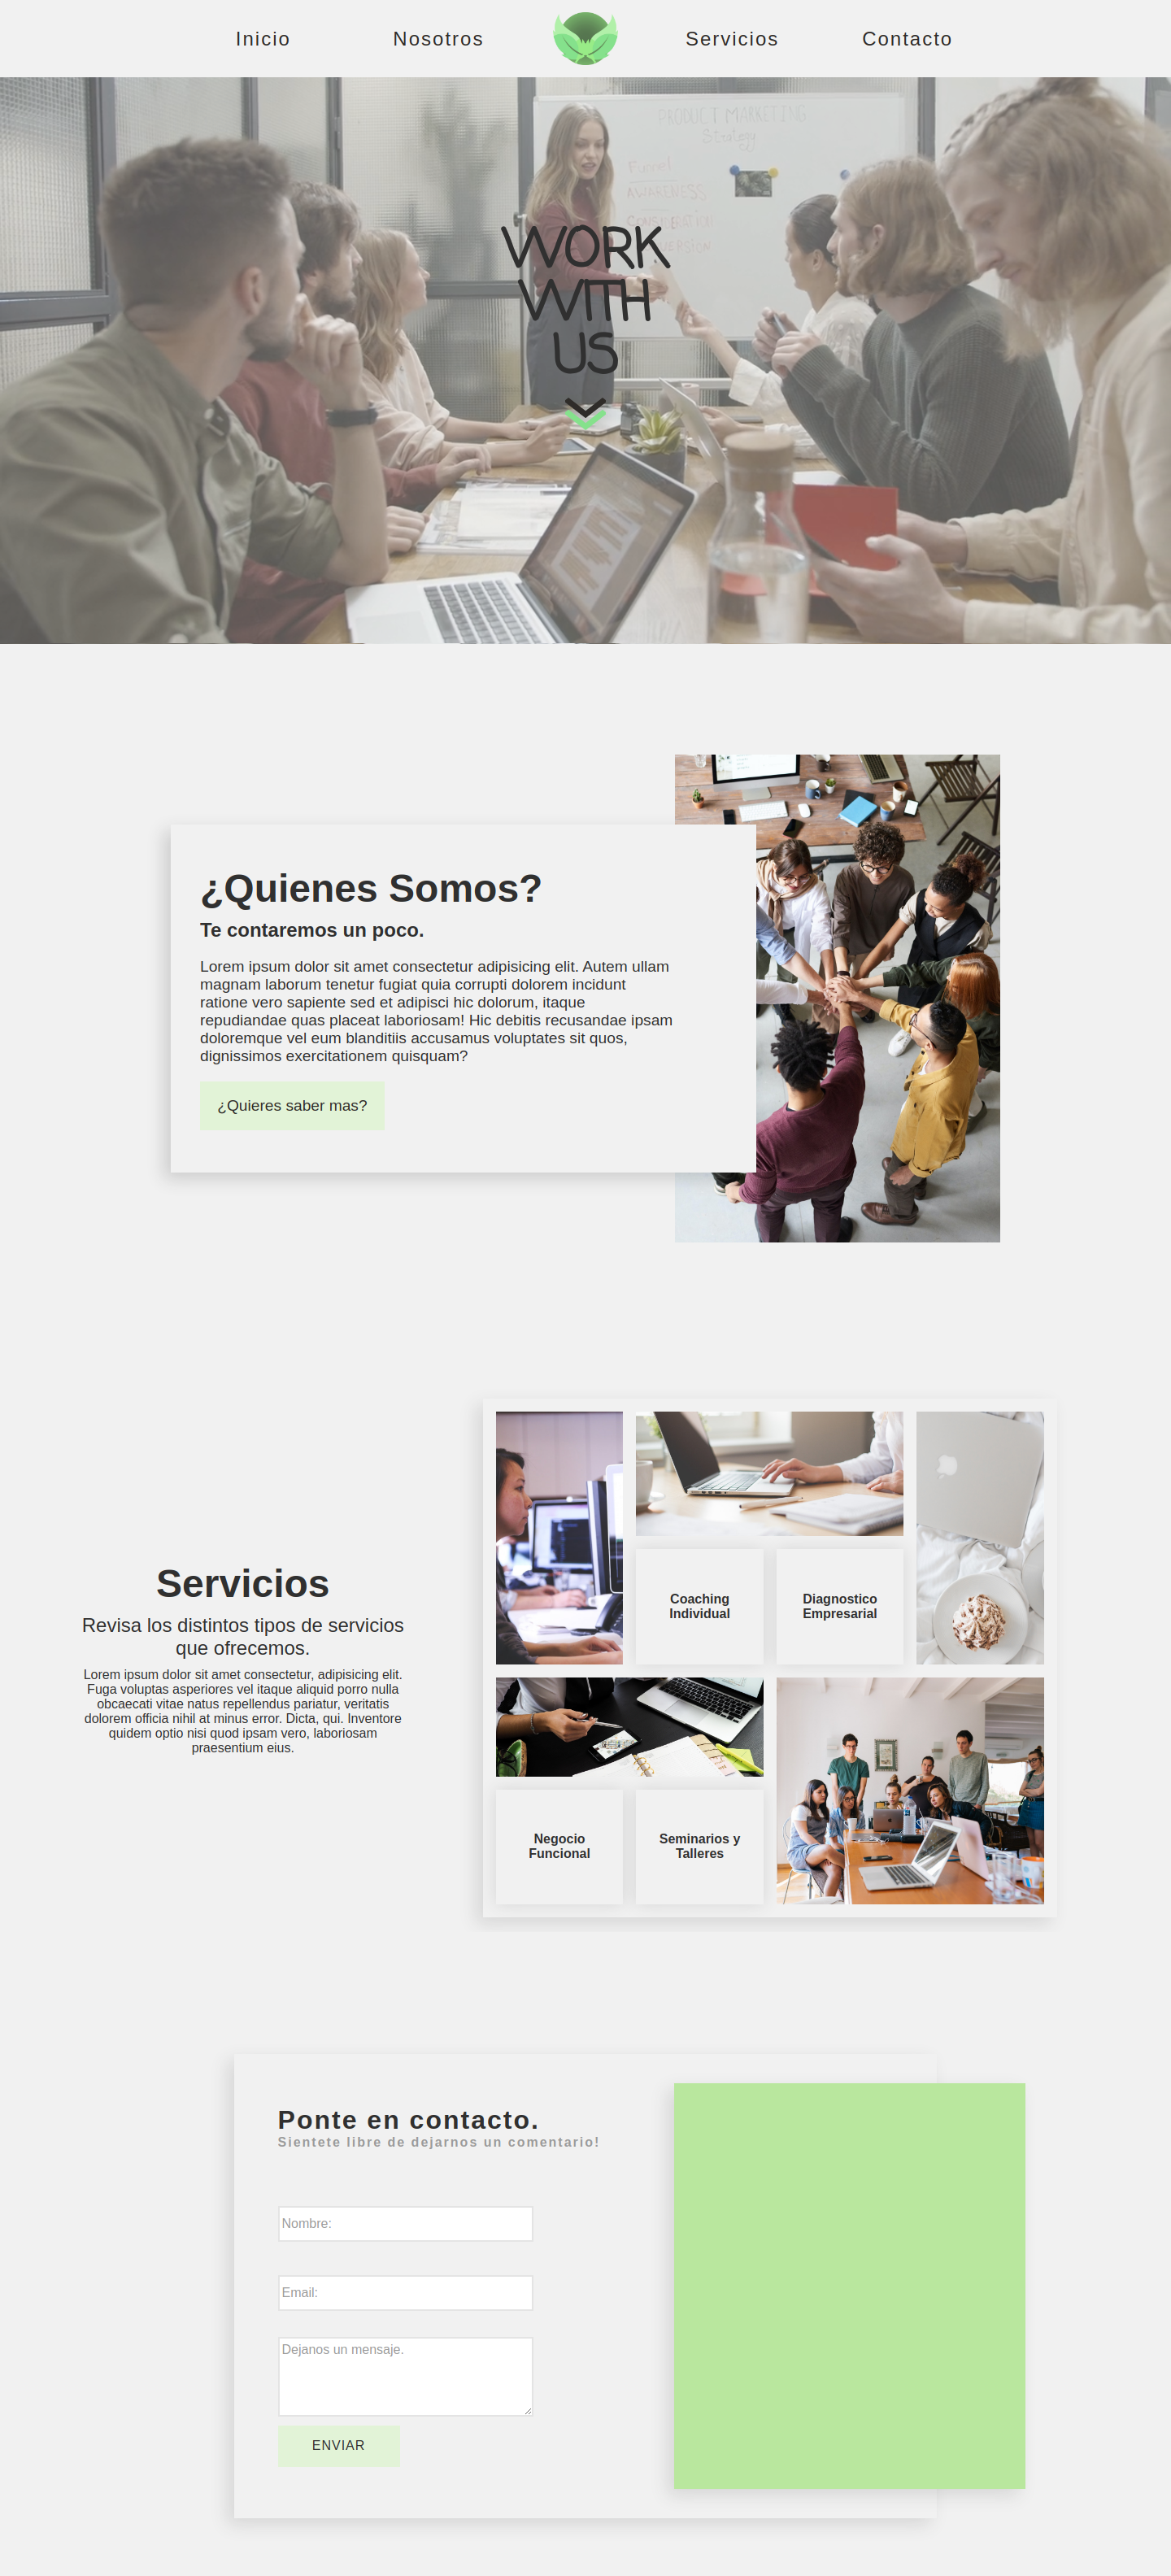 Inicio
Nosotros
Servicios
Contacto
PRODUCT MARKETING
Strategy
Funnel
AWARENESS
WORK
WITH
US
¿Quienes Somos?
Te contaremos un poco.
Lorem ipsum dolor sit amet consectetur adipisicing elit. Autem ullam
magnam laborum tenetur fugiat quia corrupti dolorem incidunt
ratione vero sapiente sed et adipisci hic dolorum, itaque
repudiandae quas placeat laboriosam! Hic debitis recusandae ipsam
doloremque vel eum blanditiis accusamus voluptates sit quos,
dignissimos exercitationem quisquam?
¿Quieres saber mas?
Servicios
Revisa los distintos tipos de servicios
que ofrecemos.
Lorem ipsum dolor sit amet consectetur, adipisicing elit.
Fuga voluptas asperiores vel itaque aliquid porro nulla
obcaecati vitae natus repellendus pariatur, veritatis
dolorem officia nihil at minus error. Dicta, qui. Inventore
quidem optio nisi quod ipsam vero, laboriosam
praesentium eius.
Coaching
Individual
Diagnostico
Empresarial
Negocio
Funcional
Seminarios y
Talleres
Ponte en contacto.
Sientete libre de dejarnos un comentario!
Nombre:
Email:
Dejanos un mensaje.
ENVIAR